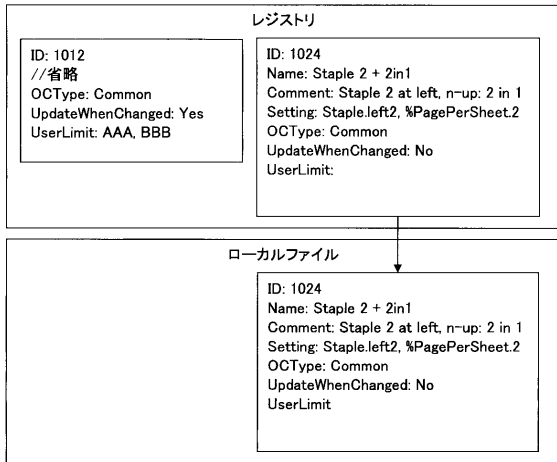 レジストリ
ID: 1012
//省略
OCType: Common
UpdateWhenChanged: Yes
UserLimit: AAA, BBB
ID: 1024
Name: Staple 2 + 2in1
Comment: Staple 2 at left, n-up: 2 in 1
Setting: Staple.left2, %PagePerSheet.2
OCType: Common
UpdateWhenChanged: No
UserLimit:
ローカルファイル
ID: 1024
Name: Staple 2 + 2in1
Comment: Staple 2 at left, n-up: 2 in 1
Setting: Staple.left2, %PagePerSheet.2
OCType: Common
UpdateWhenChanged: No
UserLimit